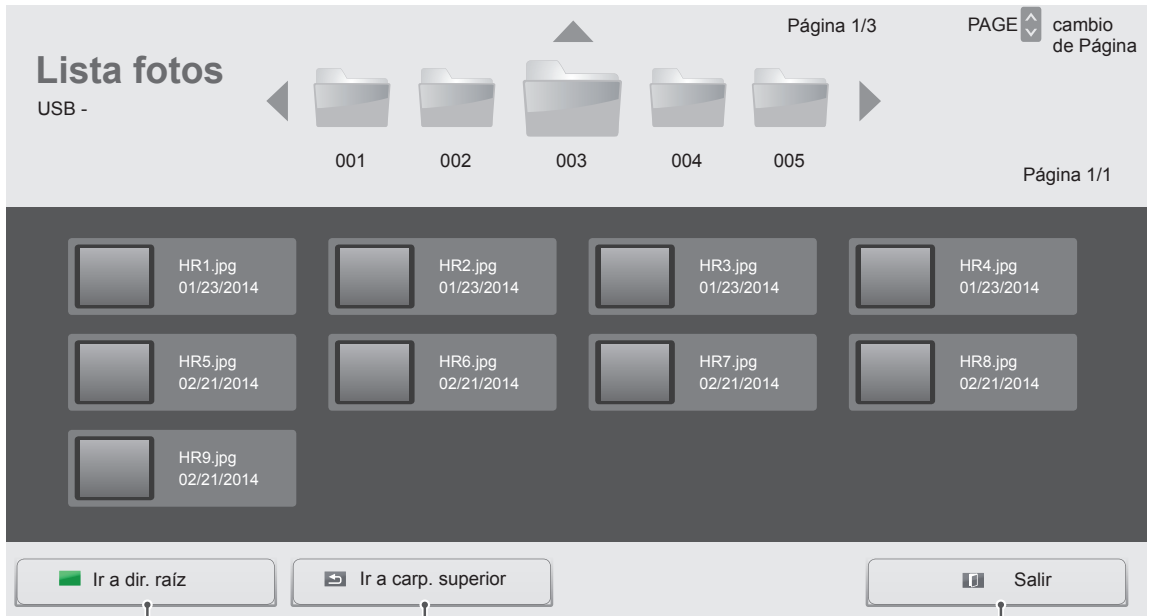 Página 1/3
PAGE cambio
de Página
Lista fotos
USB -
001 002 003 004 005
Página 1/1
HR1.jpg
01/23/2014
HR2.jpg
01/23/2014
HR3.jpg
01/23/2014
HR4.jpg
01/23/2014
HR5.jpg
02/21/2014
HR6.jpg
02/21/2014
HR7.jpg
02/21/2014
HR8.jpg
02/21/2014
HR9.jpg
02/21/2014
Ir a dir. raíz
Ir a carp. superior
Salir